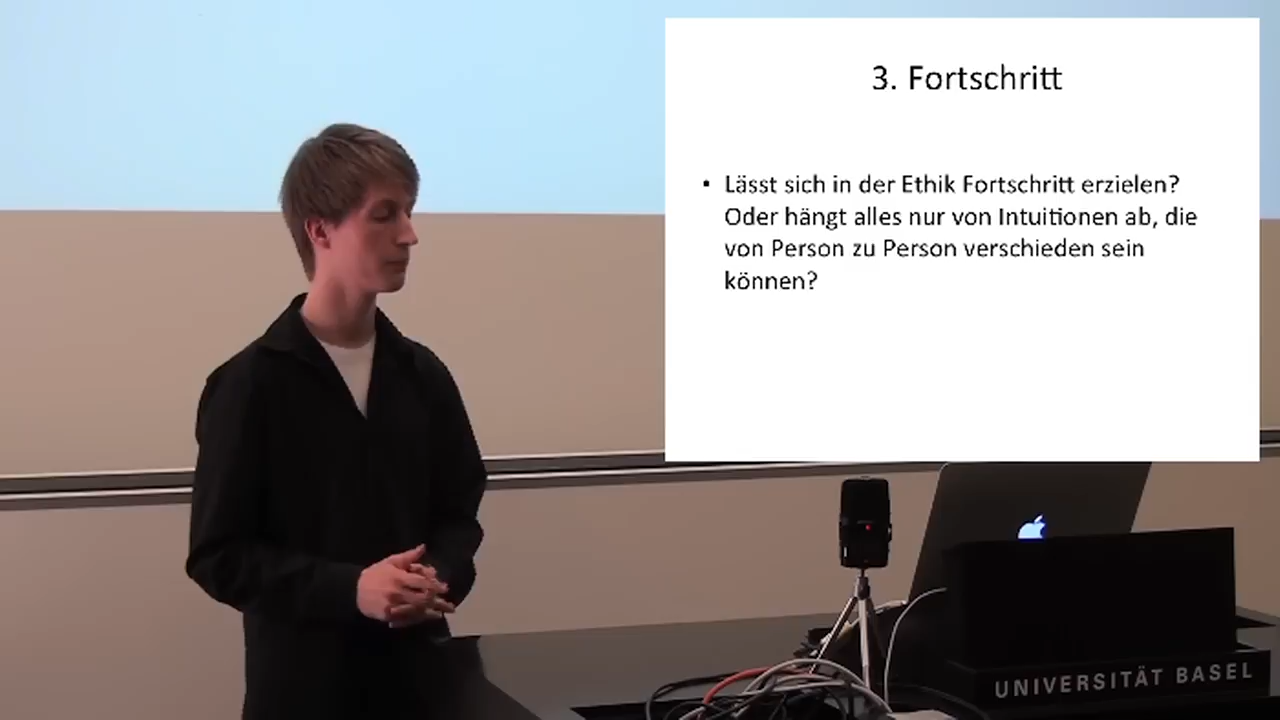 3. Fortschritt
• Lässt sich in der Ethik Fortschritt erzielen?
Oder hängt alles nur von Intuitionen ab, die
von Person zu Person verschieden sein
können?
UNIVERSITÄT BASEL